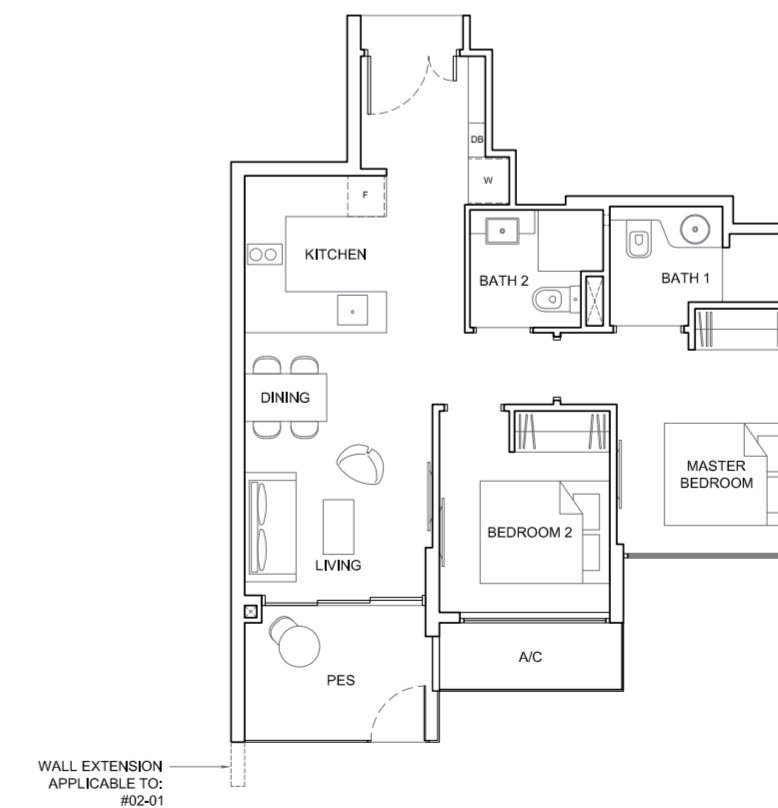 DB
W
F
KITCHEN
BATH 2
BATH 1
DINING
MASTER
BEDROOM
BEDROOM 2
LIVING
A/C
PES
WALL EXTENSION
APPLICABLE TO:
#02-01